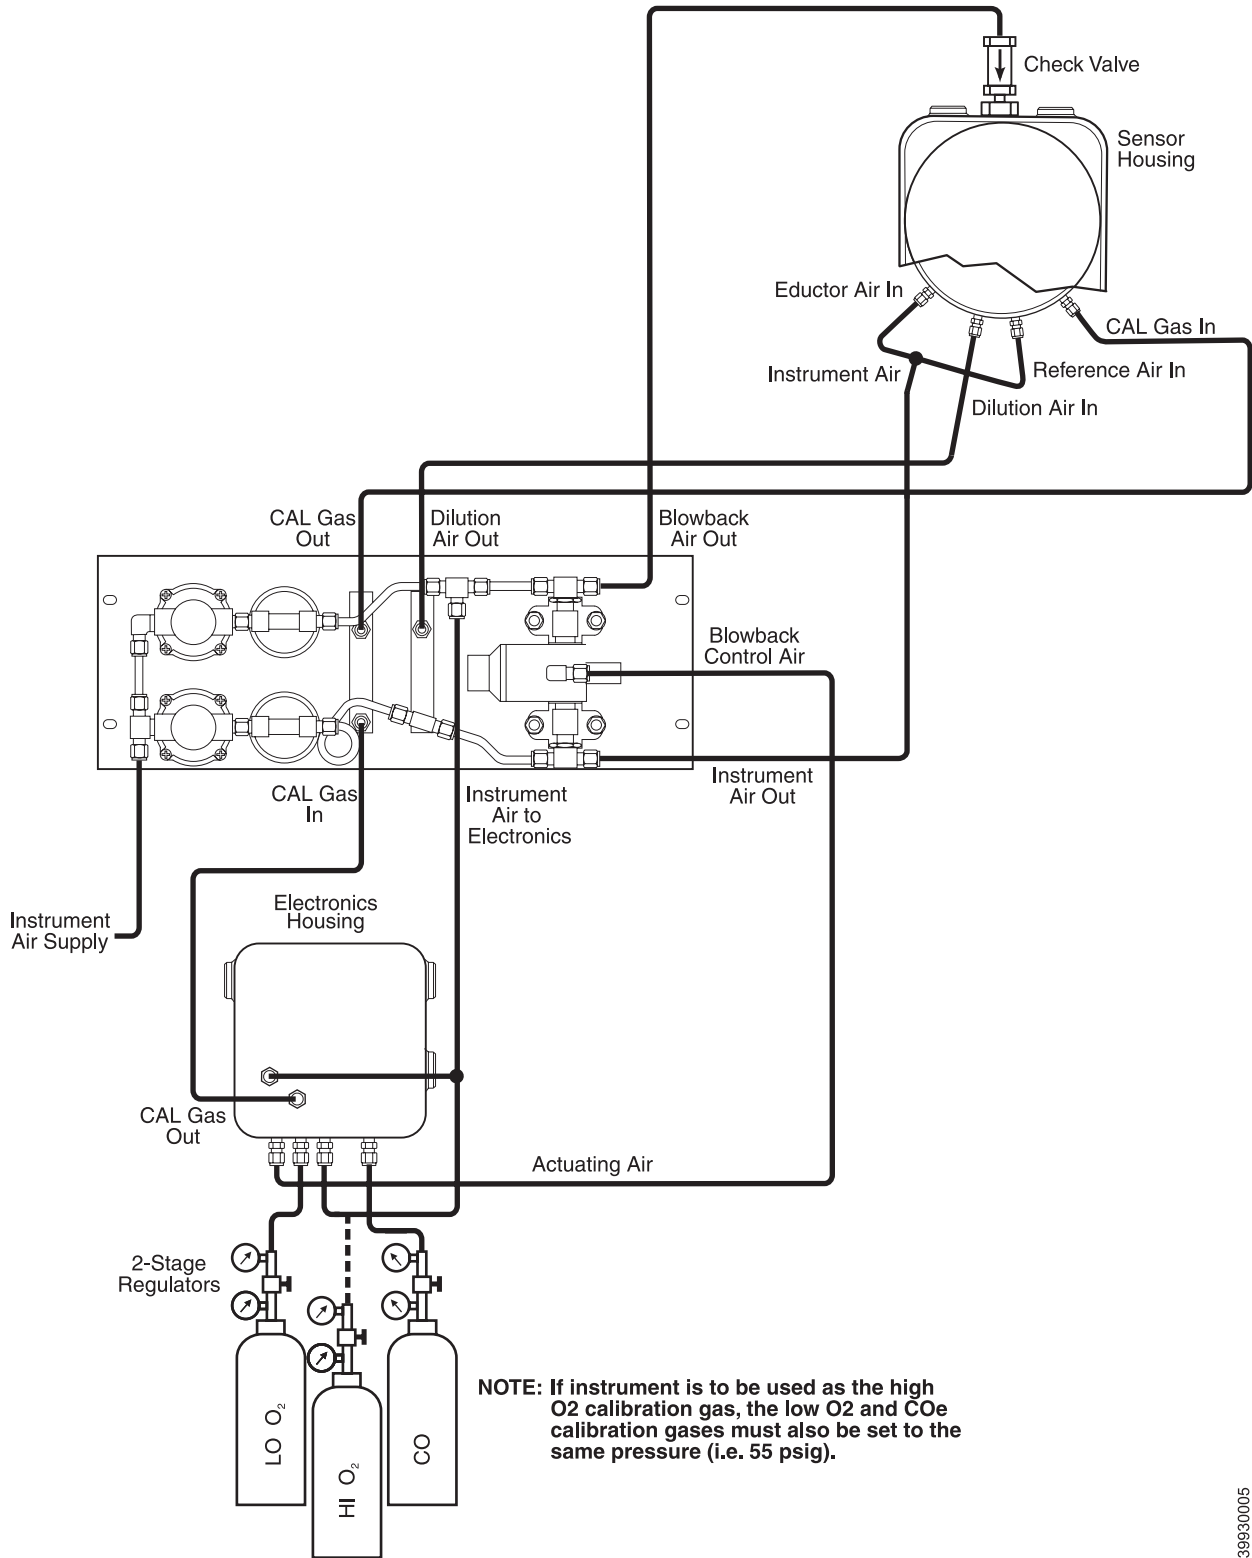 Check Valve
Sensor
Housing
Eductor Air In
CAL Gas In
Instrument Air
Reference Air In
Dilution Air In
CAL Gas
Out
Dilution
Air Out
Blowback
Air Out
Blowback
Control Air
CAL Gas
In
Instrument
Air to
Electronics
Instrument
Air Out
Instrument
Air Supply
Electronics
Housing
CAL Gas
Out
Actuating Air
2-Stage
Regulators
LO O₂
HI O₂
CO
NOTE: If instrument is to be used as the high
O2 calibration gas, the low O2 and COe
calibration gases must also be set to the
same pressure (i.e. 55 psig).
39930005